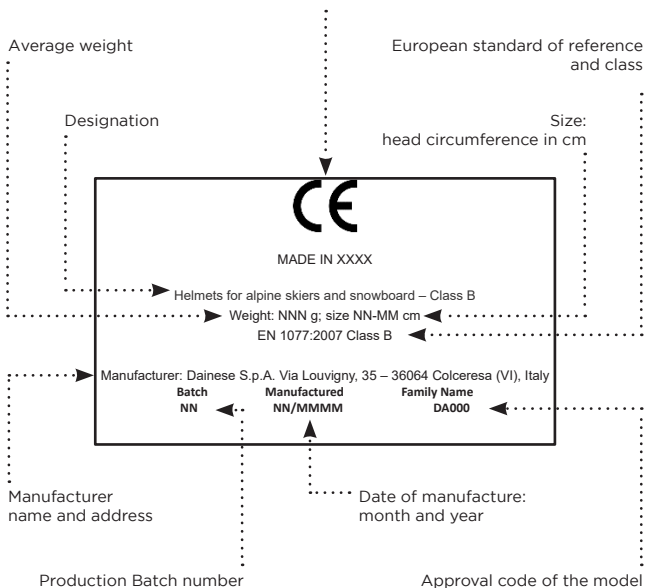 Average weight
European standard of reference
and class
Designation
Size:
head circumference in cm
CE
MADE IN XXXX
Helmets for alpine skiers and snowboard – Class B
Weight: NNN g; size NN-MM cm
EN 1077:2007 Class B
Manufacturer: Dainese S.p.A. Via Louvigny, 35 – 36064 Colceresa (VI), Italy
Batch Manufactured Family Name
NN NN/MMMM DA000
Manufacturer
name and address
Date of manufacture:
month and year
Production Batch number
Approval code of the model